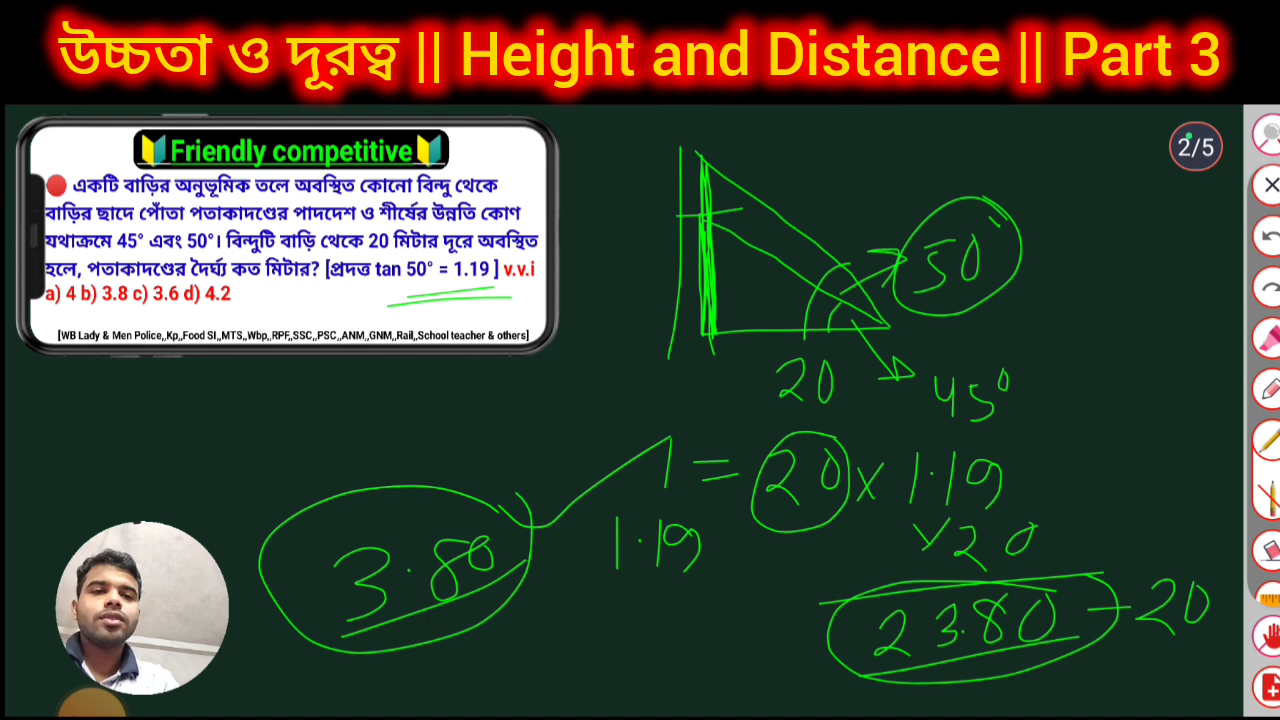 উচ্চতা ও দূরত্ব || Height and Distance || Part 3
Friendly competitive
একটি বাড়ির অনুভূমিক তলে অবস্থিত কোনো বিন্দু থেকে
বাড়ির ছাদে পোঁতা পতাকাদণ্ডের পাদদেশ ও শীর্ষের উন্নতি কোণ
যথাক্রমে 45° এবং 50°। বিন্দুটি বাড়ি থেকে 20 মিটার দূরে অবস্থিত
হলে, পতাকাদণ্ডের দৈর্ঘ্য কত মিটার? [প্রদত্ত tan 50° = 1.19 ] v.v.i
a) 4 b) 3.8 c) 3.6 d) 4.2
[WB Lady & Men Police,,Kp,,Food SI,,MTS,,Wbp,,RPF,,SSC,,PSC,,ANM,,GNM,,Rail,,School teacher & others]
2/5
50°
20
45°
1 = 20 x 1.19
1.19
x 20
23.80 - 20
3.80